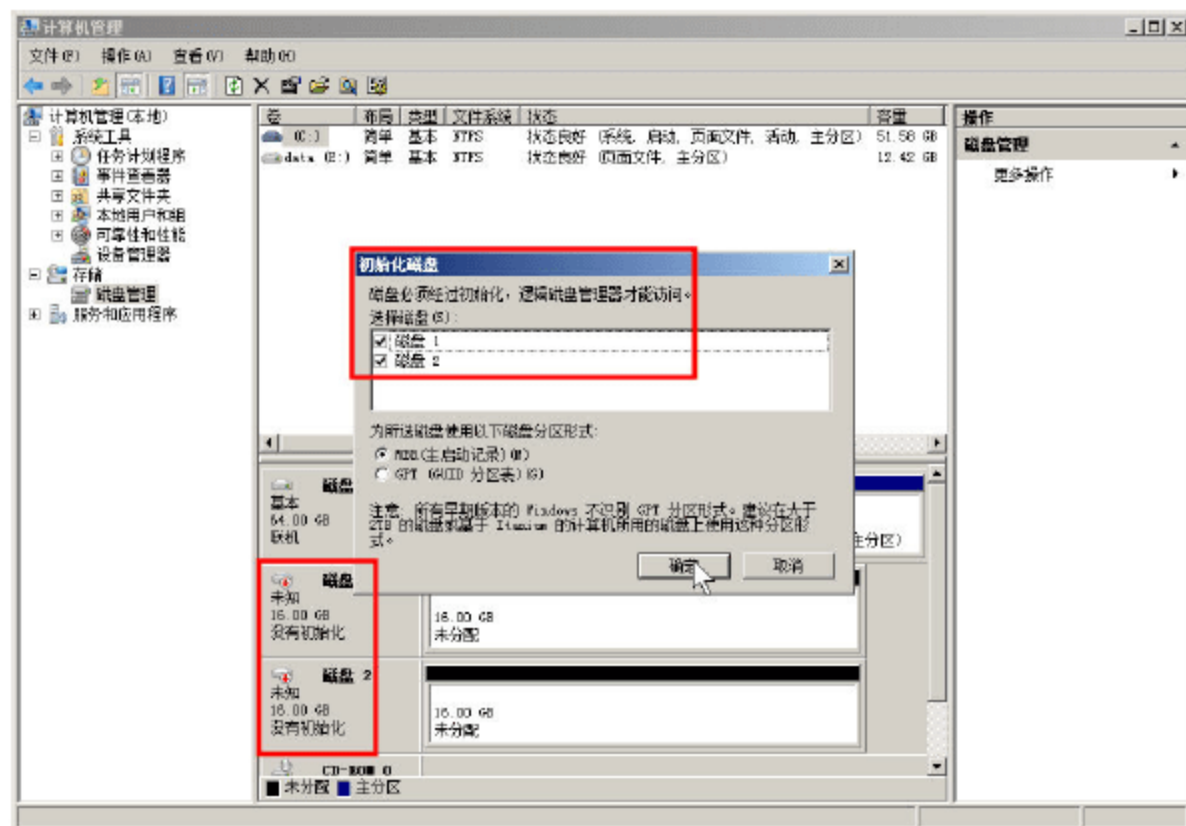 计算机管理
文件(F) 操作(A) 查看(V) 帮助(H)
计算机管理(本地)
系统工具
任务计划程序
事件查看器
共享文件夹
本地用户和组
可靠性和性能
设备管理器
存储
磁盘管理
服务和应用程序
卷 布局 类型 文件系统 状态 容量
(C:) 简单 基本 NTFS 状态良好 (系统, 启动, 页面文件, 活动, 主分区) 51.58 GB
data (E:) 简单 基本 NTFS 状态良好 (页面文件, 主分区) 12.42 GB
操作
磁盘管理
更多操作
初始化磁盘
磁盘必须经过初始化，逻辑磁盘管理器才能访问。
选择磁盘(S):
磁盘 1
磁盘 2
为所选磁盘使用以下磁盘分区形式:
MBR(主启动记录)(M)
GPT (GUID 分区表)(G)
注意: 所有早期版本的 Windows 不识别 GPT 分区形式。建议在大于
2TB 的磁盘或基于 Itanium 的计算机所用的磁盘上使用这种分区形
式。
确定 取消
磁盘
基本
64.00 GB
联机
主分区)
磁盘
未知
16.00 GB
没有初始化
16.00 GB
未分配
磁盘 2
未知
16.00 GB
没有初始化
16.00 GB
未分配
CD-ROM 0
未分配 主分区